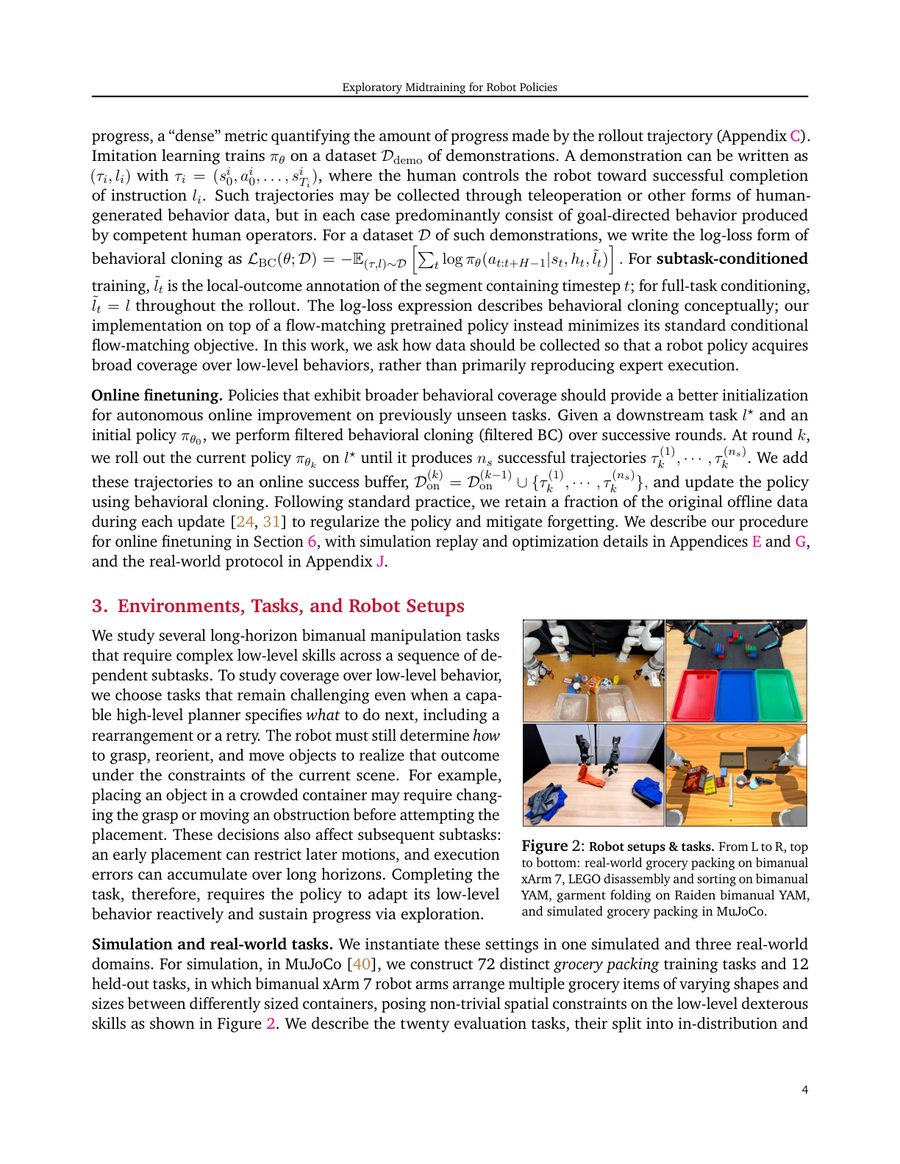 Exploratory Midtraining for Robot Policies
progress, a “dense” metric quantifying the amount of progress made by the rollout trajectory (Appendix C).
Imitation learning trains πθ on a dataset 𝒟demo of demonstrations. A demonstration can be written as
(τi, li) with τi = (s^i_0, a^i_0, . . . , s^i_{Ti}), where the human controls the robot toward successful completion
of instruction li. Such trajectories may be collected through teleoperation or other forms of human-
generated behavior data, but in each case predominantly consist of goal-directed behavior produced
by competent human operators. For a dataset 𝒟 of such demonstrations, we write the log-loss form of
behavioral cloning as ℒBC(θ; 𝒟) = −𝔼(τ,l)∼𝒟 [∑t log πθ(at:t+H−1|st, ht, l̃t)] . For subtask-conditioned
training, l̃t is the local-outcome annotation of the segment containing timestep t; for full-task conditioning,
l̃t = l throughout the rollout. The log-loss expression describes behavioral cloning conceptually; our
implementation on top of a flow-matching pretrained policy instead minimizes its standard conditional
flow-matching objective. In this work, we ask how data should be collected so that a robot policy acquires
broad coverage over low-level behaviors, rather than primarily reproducing expert execution.
Online finetuning. Policies that exhibit broader behavioral coverage should provide a better initialization
for autonomous online improvement on previously unseen tasks. Given a downstream task l⋆ and an
initial policy πθ0, we perform filtered behavioral cloning (filtered BC) over successive rounds. At round k,
we roll out the current policy πθk on l⋆ until it produces ns successful trajectories τ^(1)_k, · · · , τ^(ns)_k. We add
these trajectories to an online success buffer, 𝒟^(k)_on = 𝒟^(k−1)_on ∪ {τ^(1)_k, · · · , τ^(ns)_k}, and update the policy
using behavioral cloning. Following standard practice, we retain a fraction of the original offline data
during each update [24, 31] to regularize the policy and mitigate forgetting. We describe our procedure
for online finetuning in Section 6, with simulation replay and optimization details in Appendices E and G,
and the real-world protocol in Appendix J.
3. Environments, Tasks, and Robot Setups
We study several long-horizon bimanual manipulation tasks
that require complex low-level skills across a sequence of de-
pendent subtasks. To study coverage over low-level behavior,
we choose tasks that remain challenging even when a capa-
ble high-level planner specifies what to do next, including a
rearrangement or a retry. The robot must still determine how
to grasp, reorient, and move objects to realize that outcome
under the constraints of the current scene. For example,
placing an object in a crowded container may require chang-
ing the grasp or moving an obstruction before attempting the
placement. These decisions also affect subsequent subtasks:
an early placement can restrict later motions, and execution
errors can accumulate over long horizons. Completing the
task, therefore, requires the policy to adapt its low-level
behavior reactively and sustain progress via exploration.
Figure 2: Robot setups & tasks. From L to R, top
to bottom: real-world grocery packing on bimanual
xArm 7, LEGO disassembly and sorting on bimanual
YAM, garment folding on Raiden bimanual YAM,
and simulated grocery packing in MuJoCo.
Simulation and real-world tasks. We instantiate these settings in one simulated and three real-world
domains. For simulation, in MuJoCo [40], we construct 72 distinct grocery packing training tasks and 12
held-out tasks, in which bimanual xArm 7 robot arms arrange multiple grocery items of varying shapes and
sizes between differently sized containers, posing non-trivial spatial constraints on the low-level dexterous
skills as shown in Figure 2. We describe the twenty evaluation tasks, their split into in-distribution and
4